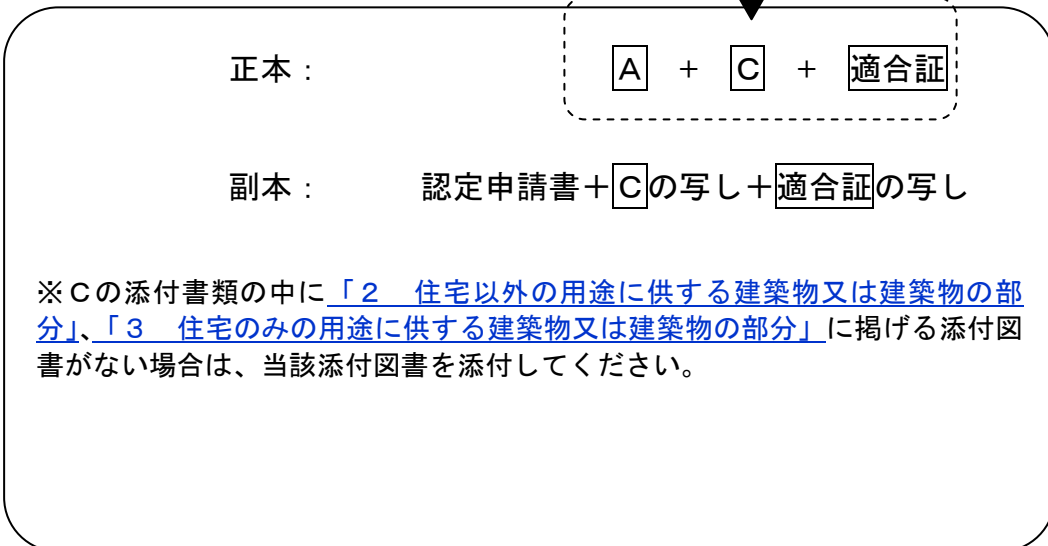 正本： A + C + 適合証
副本： 認定申請書＋Cの写し＋適合証の写し
※Ｃの添付書類の中に「２　住宅以外の用途に供する建築物又は建築物の部
分」、「３　住宅のみの用途に供する建築物又は建築物の部分」に掲げる添付図
書がない場合は、当該添付図書を添付してください。